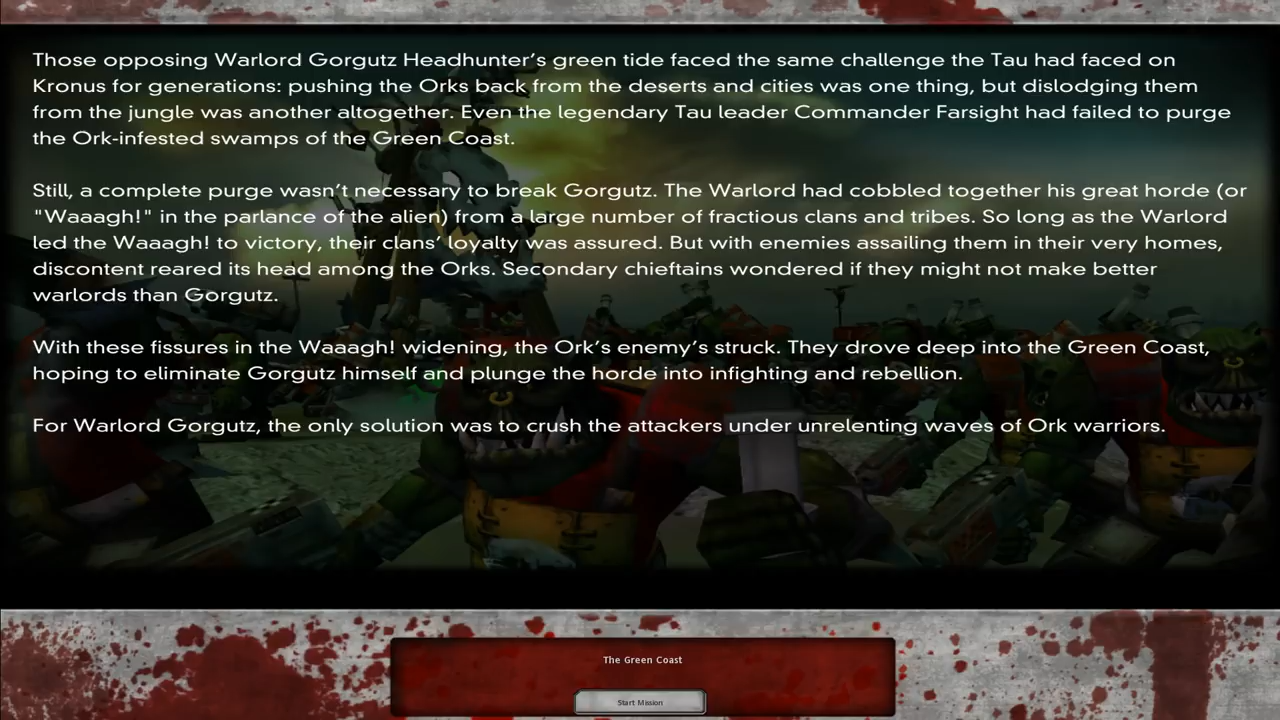 Those opposing Warlord Gorgutz Headhunter's green tide faced the same challenge the Tau had faced on
Kronus for generations: pushing the Orks back from the deserts and cities was one thing, but dislodging them
from the jungle was another altogether. Even the legendary Tau leader Commander Farsight had failed to purge
the Ork-infested swamps of the Green Coast.
Still, a complete purge wasn't necessary to break Gorgutz. The Warlord had cobbled together his great horde (or
"Waaagh!" in the parlance of the alien) from a large number of fractious clans and tribes. So long as the Warlord
led the Waaagh! to victory, their clans' loyalty was assured. But with enemies assailing them in their very homes,
discontent reared its head among the Orks. Secondary chieftains wondered if they might not make better
warlords than Gorgutz.
With these fissures in the Waaagh! widening, the Ork's enemy's struck. They drove deep into the Green Coast,
hoping to eliminate Gorgutz himself and plunge the horde into infighting and rebellion.
For Warlord Gorgutz, the only solution was to crush the attackers under unrelenting waves of Ork warriors.
The Green Coast
Start Mission